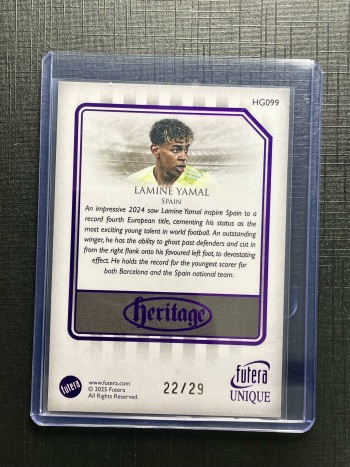 HG099
LAMINE YAMAL
SPAIN
An impressive 2024 saw Lamine Yamal inspire Spain to a
record fourth European title, cementing his status as the
most exciting young talent in world football. An outstanding
winger, he has the ability to ghost past defenders and cut in
from the right flank onto his favoured left foot, to devastating
effect. He holds the record for the youngest scorer for
both Barcelona and the Spain national team.
heritage
futera
www.futera.com
© 2025 Futera
All Rights Reserved.
22/29
futera
UNIQUE